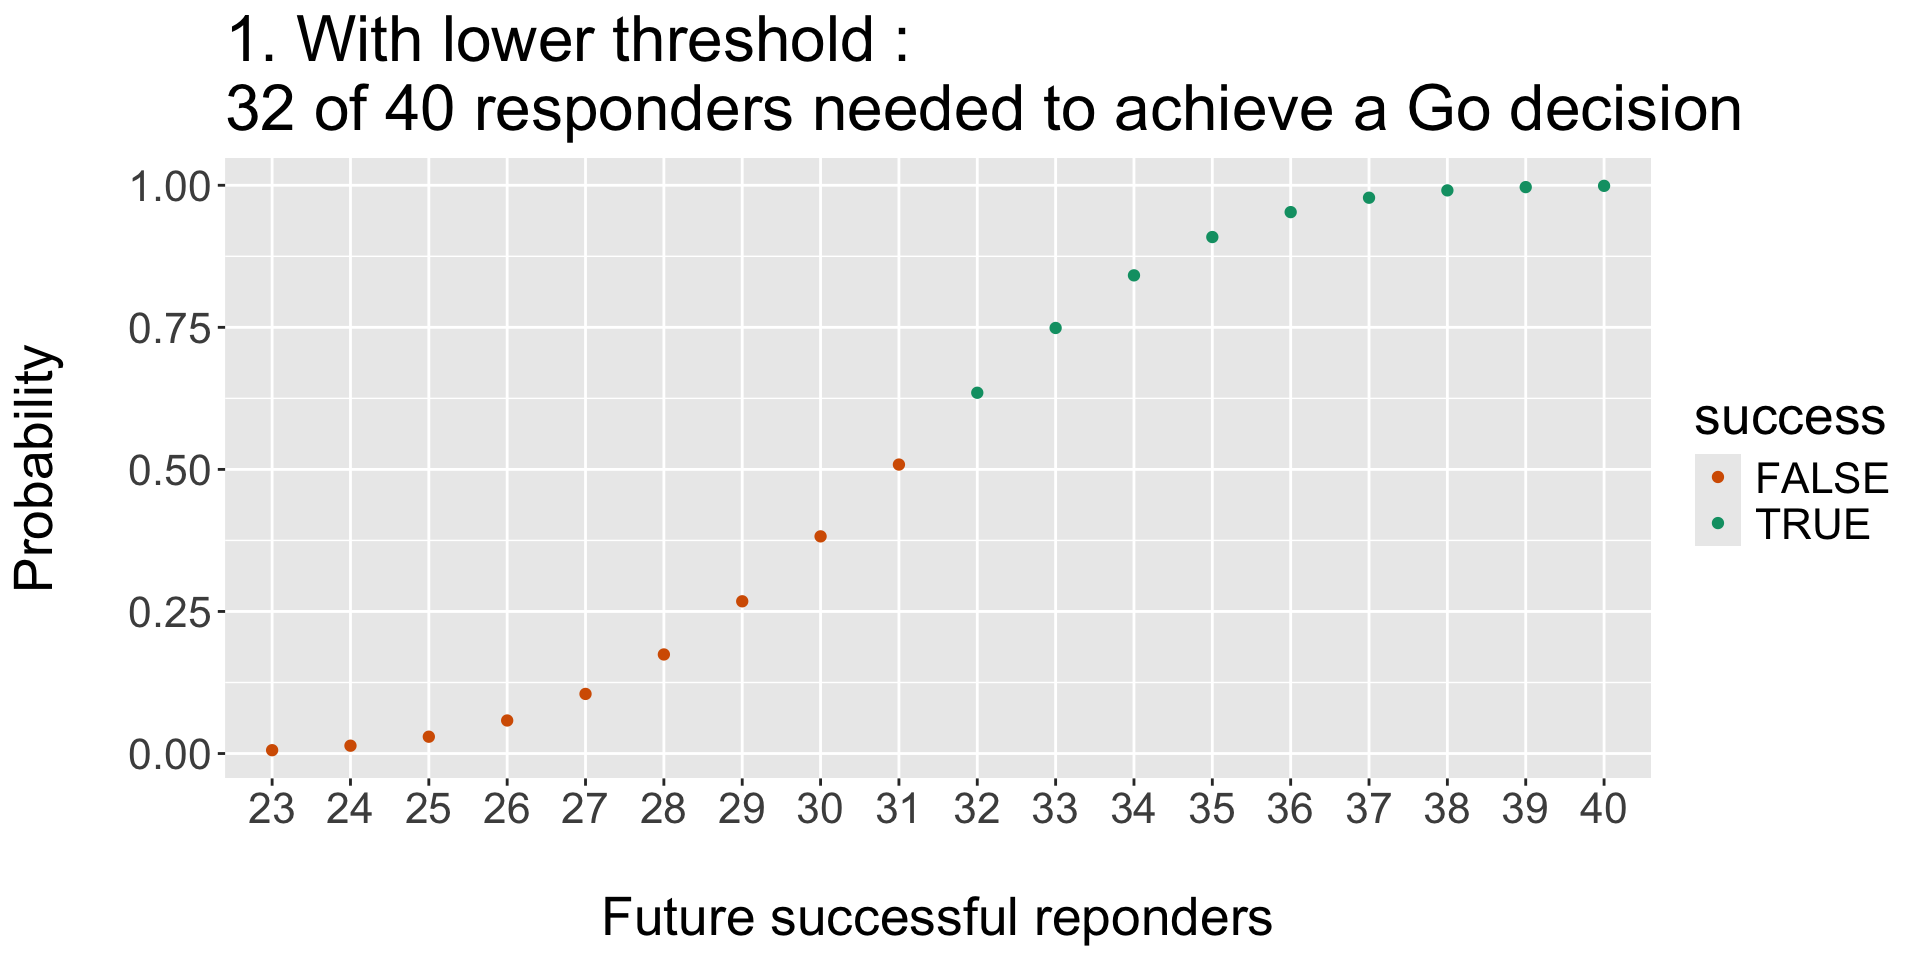 1. With lower threshold :
32 of 40 responders needed to achieve a Go decision
Probability
1.00
0.75
0.50
0.25
0.00
23 24 25 26 27 28 29 30 31 32 33 34 35 36 37 38 39 40
Future successful reponders
success
FALSE
TRUE